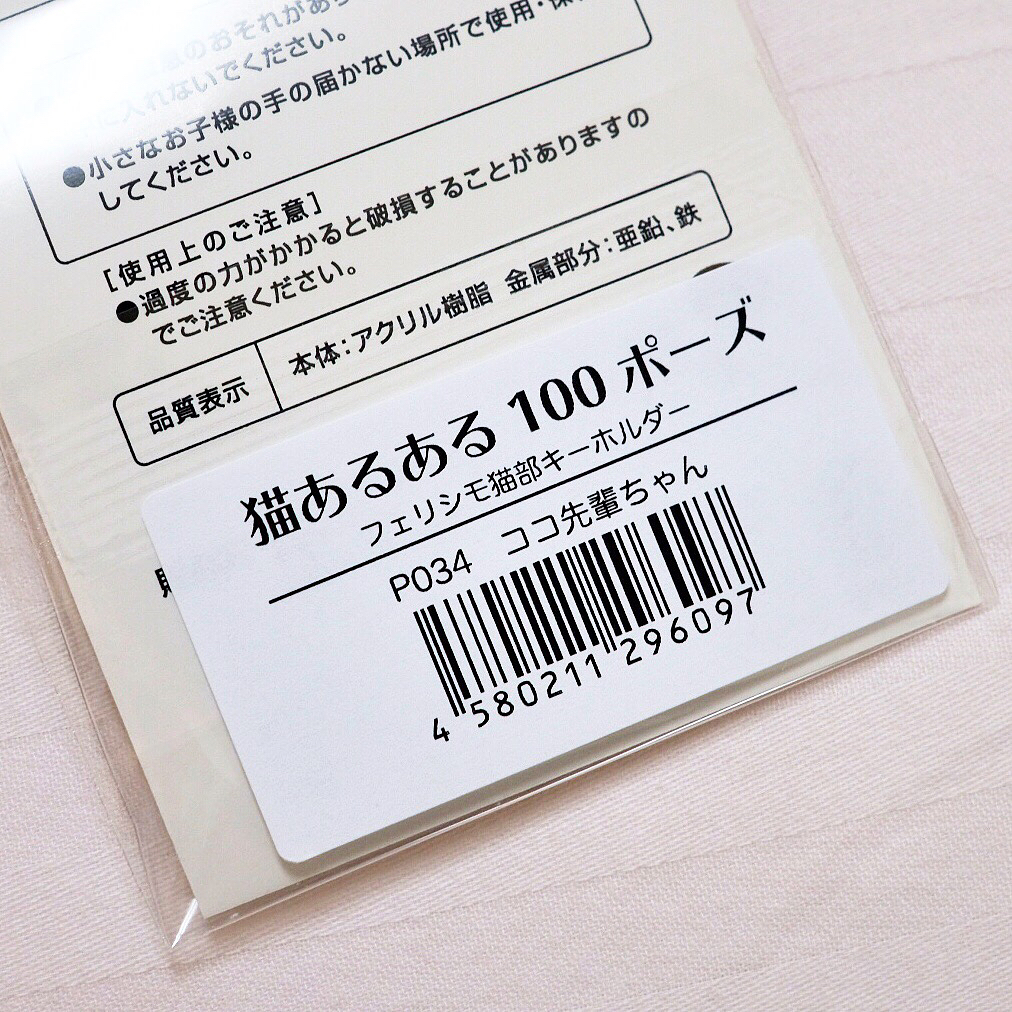 のおそれがあり
入れないでください。
●小さなお子様の手の届かない場所で使用・保
してください。
[使用上のご注意]
●過度の力がかかると破損することがありますの
でご注意ください。
品質表示
本体:アクリル樹脂 金属部分:亜鉛、鉄
猫あるある 100 ポーズ
フェリシモ猫部キーホルダー
P034 ココ先輩ちゃん
4 580211 296097